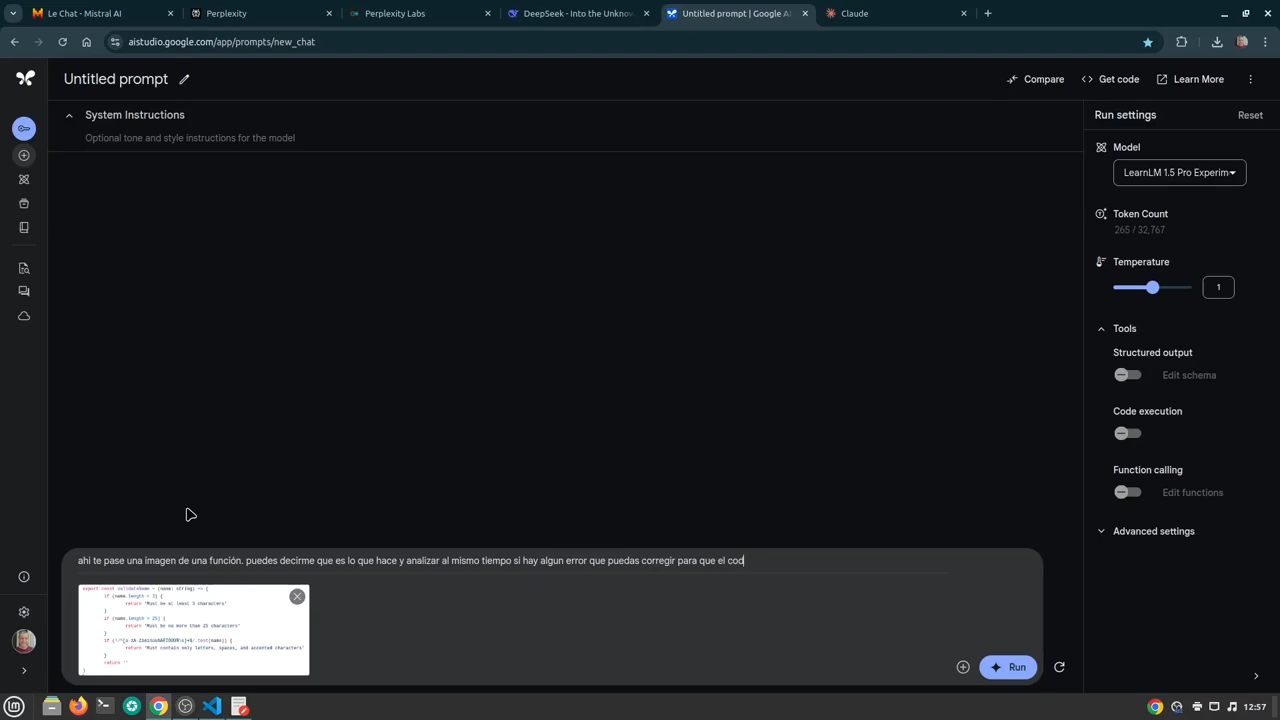 Le Chat - Mistral AI
Perplexity
Perplexity Labs
DeepSeek - Into the Unknow
Untitled prompt | Google AI
Claude
aistudio.google.com/app/prompts/new_chat
Untitled prompt
Compare
Get code
Learn More
System Instructions
Optional tone and style instructions for the model
Run settings
Reset
Model
LearnLM 1.5 Pro Experim
Token Count
265 / 32,767
Temperature
1
Tools
Structured output
Edit schema
Code execution
Function calling
Edit functions
Advanced settings
ahi te pase una imagen de una función. puedes decirme que es lo que hace y analizar al mismo tiempo si hay algun error que puedas corregir para que el cod
export const validateName = (name: string) => {
if (name.length < 3) {
return 'Must be at least 3 characters'
}
if (name.length > 25) {
return 'Must be no more than 25 characters'
}
.test(name)) {
return 'Must contain only letters, spaces, and accented characters'
}
return ''
}
Run
12:57